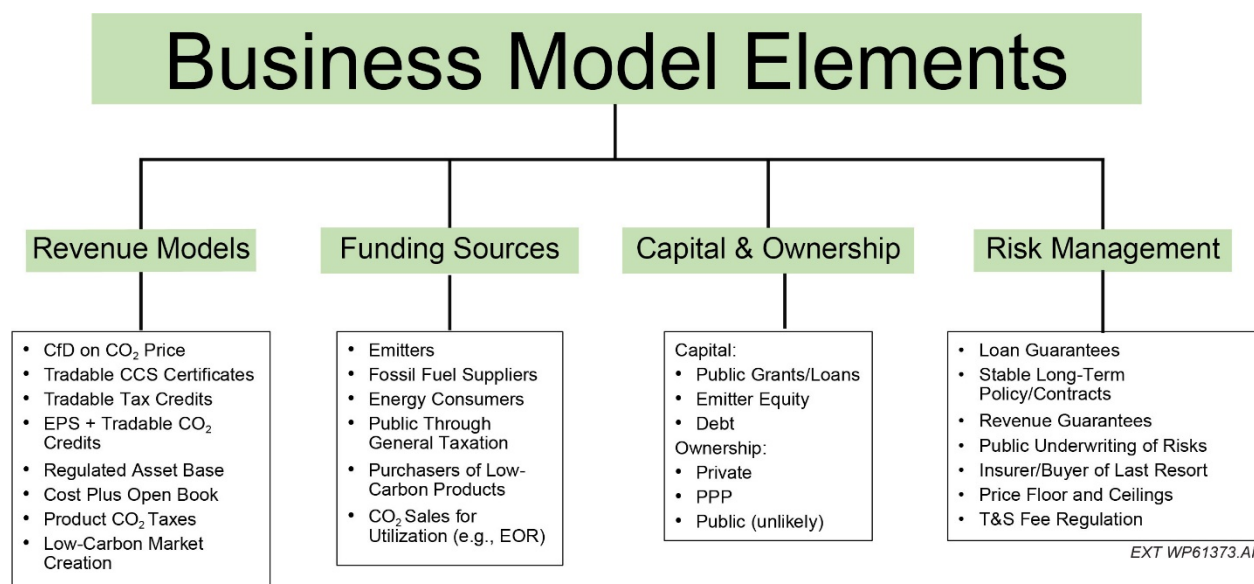 Business Model Elements
Revenue Models
• CfD on CO₂ Price
• Tradable CCS Certificates
• Tradable Tax Credits
• EPS + Tradable CO₂
Credits
• Regulated Asset Base
• Cost Plus Open Book
• Product CO₂ Taxes
• Low-Carbon Market
Creation
Funding Sources
• Emitters
• Fossil Fuel Suppliers
• Energy Consumers
• Public Through
General Taxation
• Purchasers of Low-
Carbon Products
• CO₂ Sales for
Utilization (e.g., EOR)
Capital & Ownership
Capital:
• Public Grants/Loans
• Emitter Equity
• Debt
Ownership:
• Private
• PPP
• Public (unlikely)
Risk Management
• Loan Guarantees
• Stable Long-Term
Policy/Contracts
• Revenue Guarantees
• Public Underwriting of Risks
• Insurer/Buyer of Last Resort
• Price Floor and Ceilings
• T&S Fee Regulation
EXT WP61373.AI